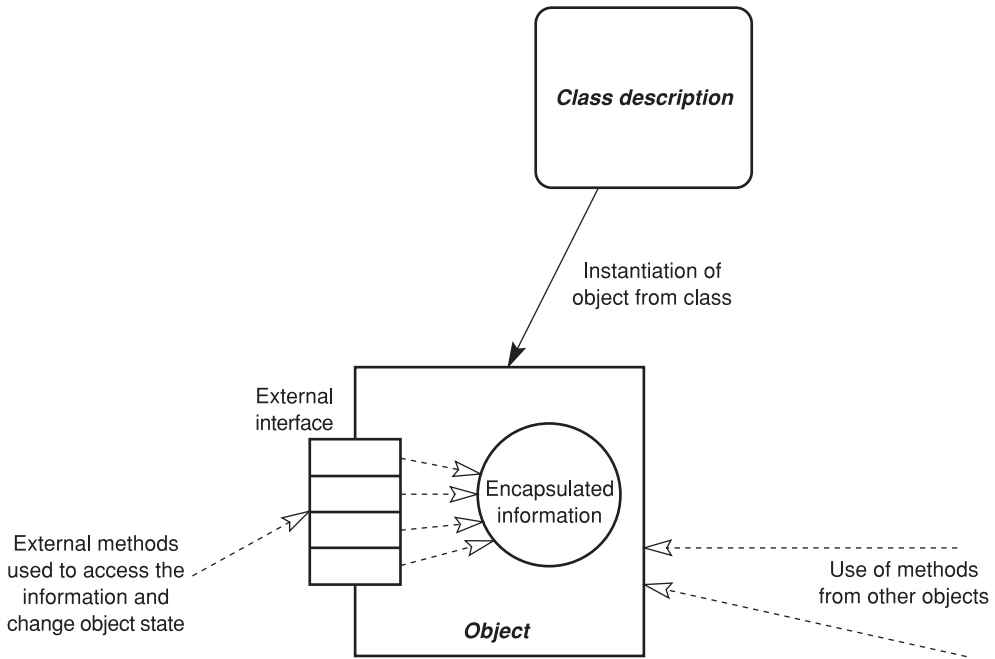 Class description
Instantiation of
object from class
External
interface
Encapsulated
information
External methods
used to access the
information and
change object state
Use of methods
from other objects
Object